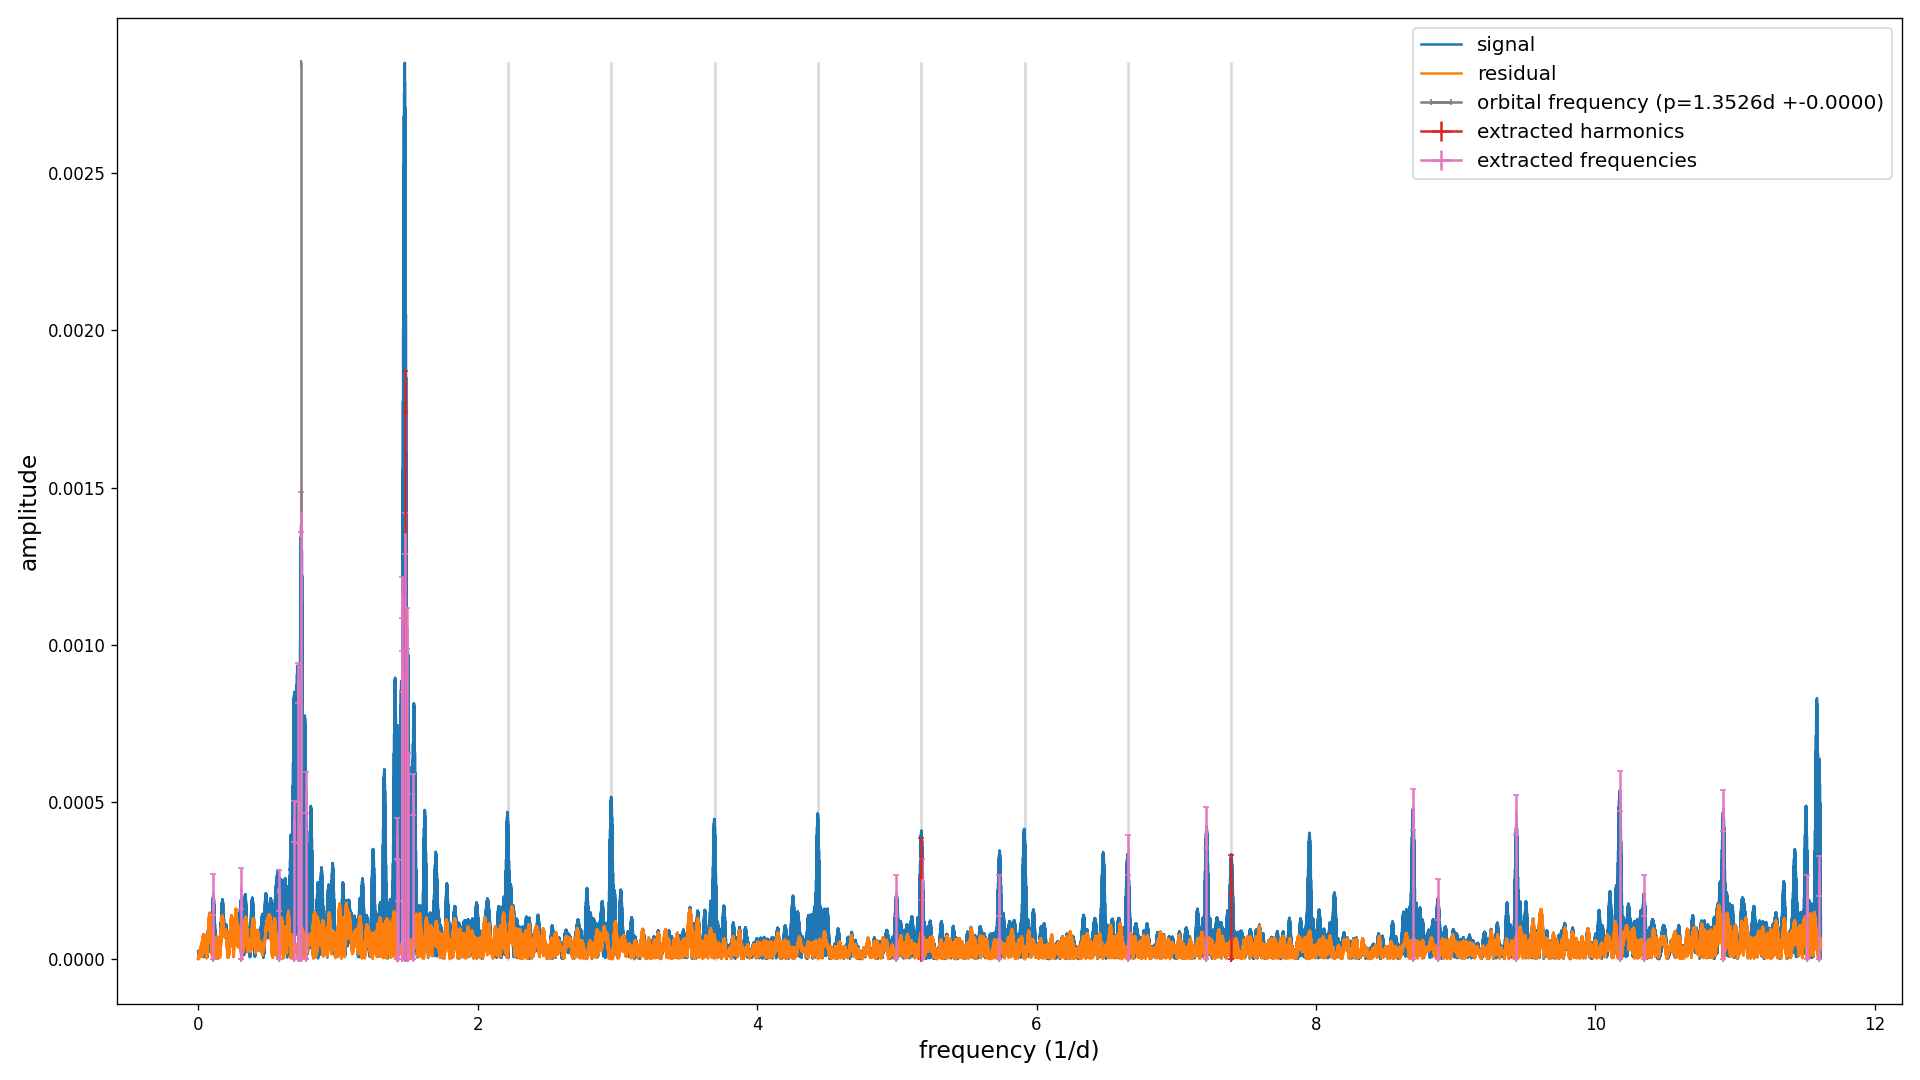 signal
residual
orbital frequency (p=1.3526d +-0.0000)
extracted harmonics
extracted frequencies
0.0025
0.0020
0.0015
0.0010
0.0005
0.0000
amplitude
0 2 4 6 8 10 12
frequency (1/d)